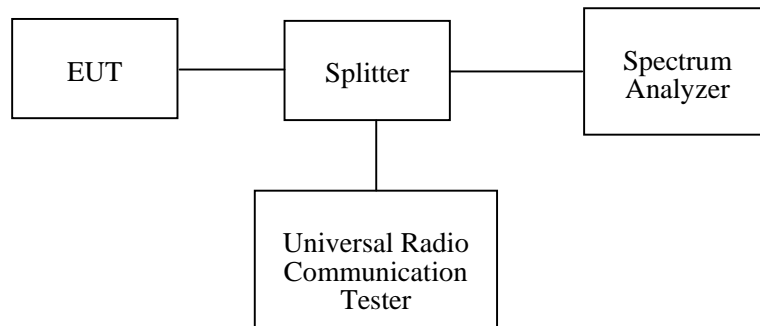 EUT
Splitter
Spectrum
Analyzer
Universal Radio
Communication
Tester